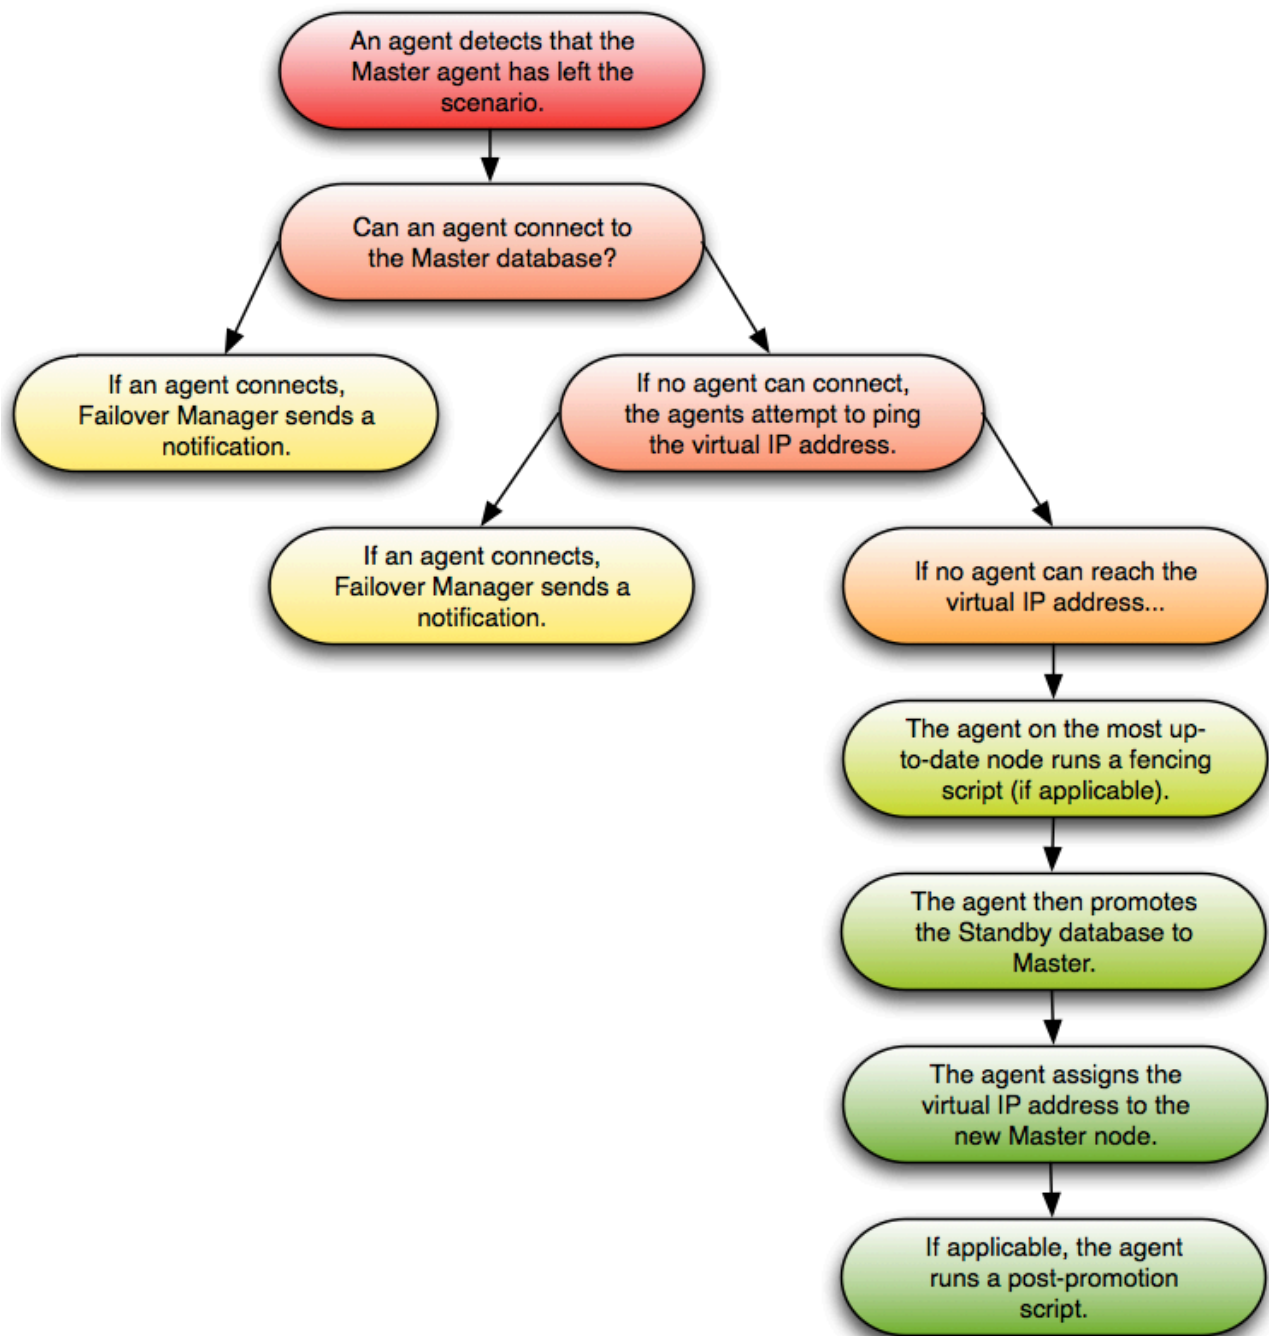 An agent detects that the
Master agent has left the
scenario.
Can an agent connect to
the Master database?
If an agent connects,
Failover Manager sends a
notification.
If no agent can connect,
the agents attempt to ping
the virtual IP address.
If an agent connects,
Failover Manager sends a
notification.
If no agent can reach the
virtual IP address...
The agent on the most up-
to-date node runs a fencing
script (if applicable).
The agent then promotes
the Standby database to
Master.
The agent assigns the
virtual IP address to the
new Master node.
If applicable, the agent
runs a post-promotion
script.